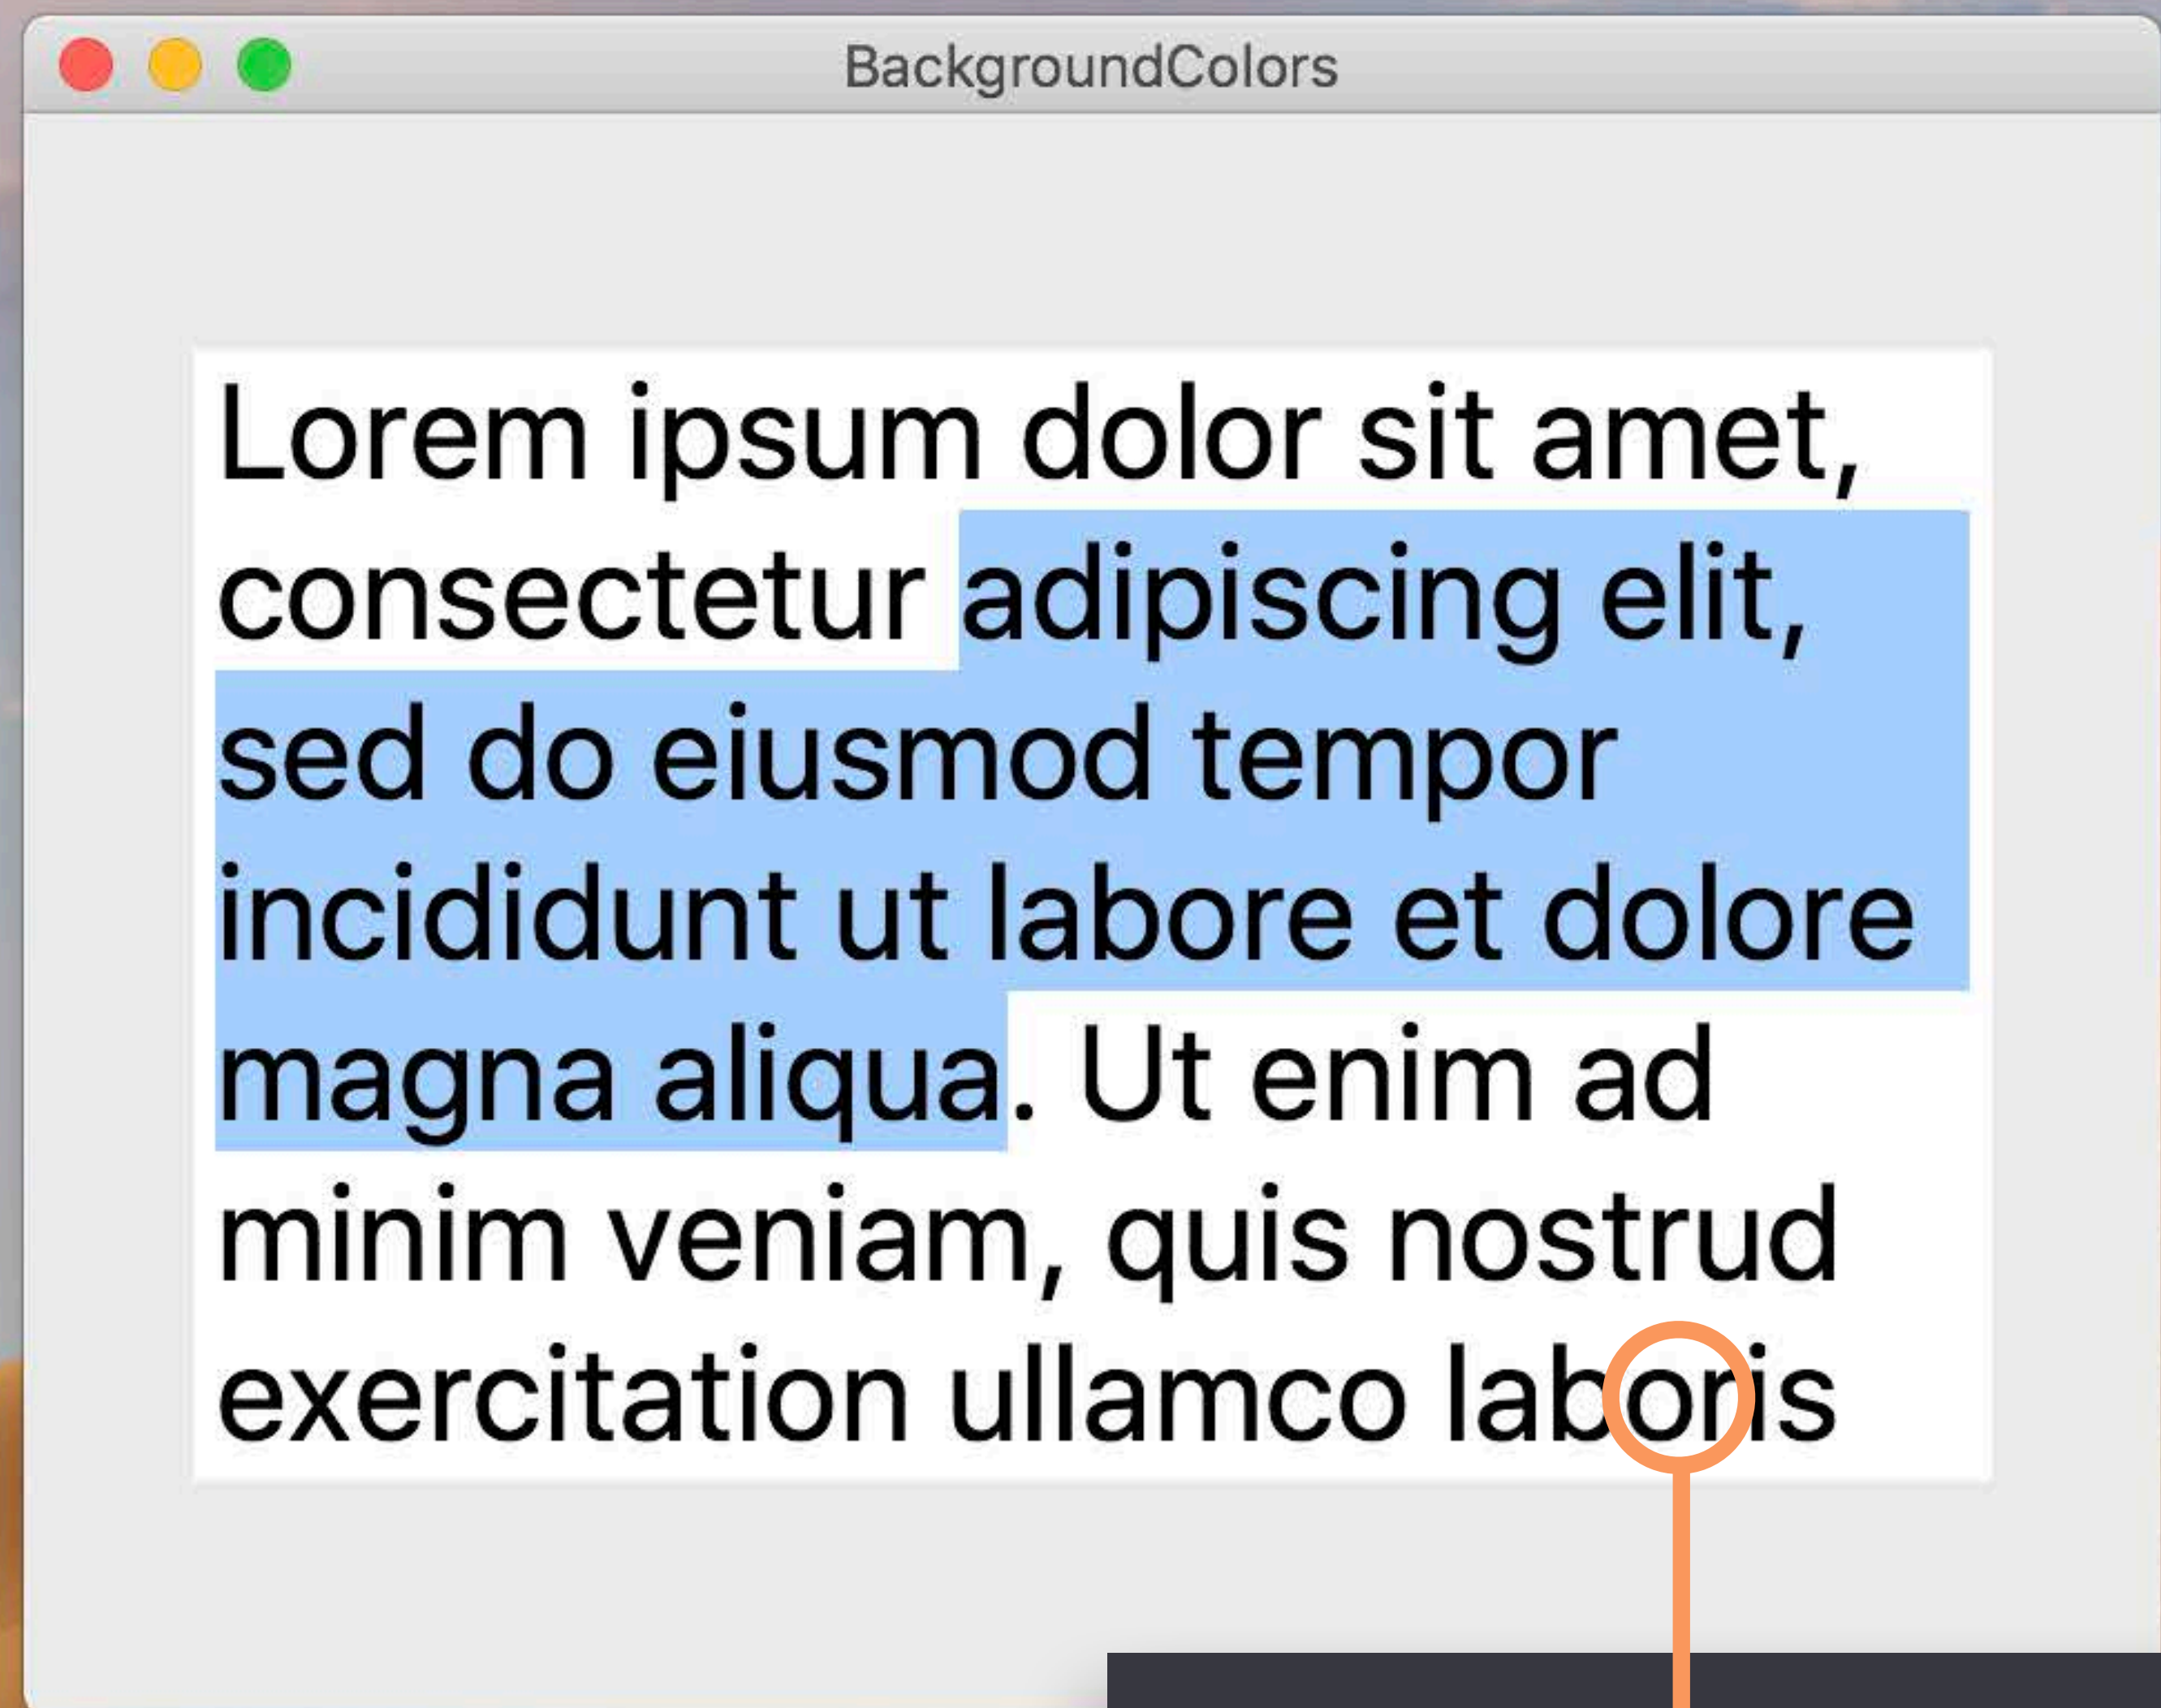 BackgroundColors
Lorem ipsum dolor sit amet,
consectetur adipiscing elit,
sed do eiusmod tempor
incididunt ut labore et dolore
magna aliqua. Ut enim ad
minim veniam, quis nostrud
exercitation ullamco laboris